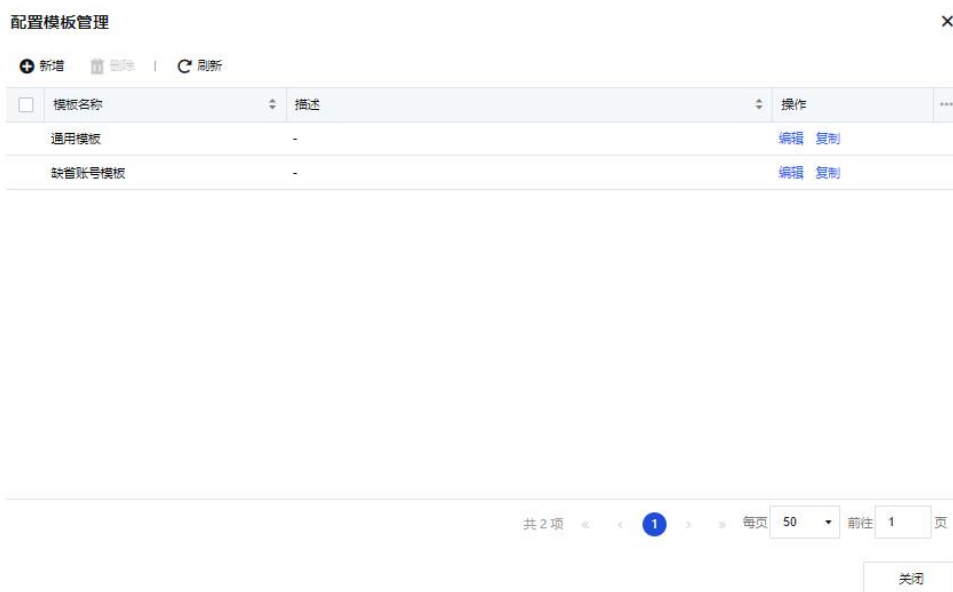 配置模板管理
新增 删除 刷新
模板名称 描述 操作
通用模板 - 编辑 复制
缺省账号模板 - 编辑 复制
共 2 项 « ‹ 1 › » 每页 50 前往 1 页
关闭